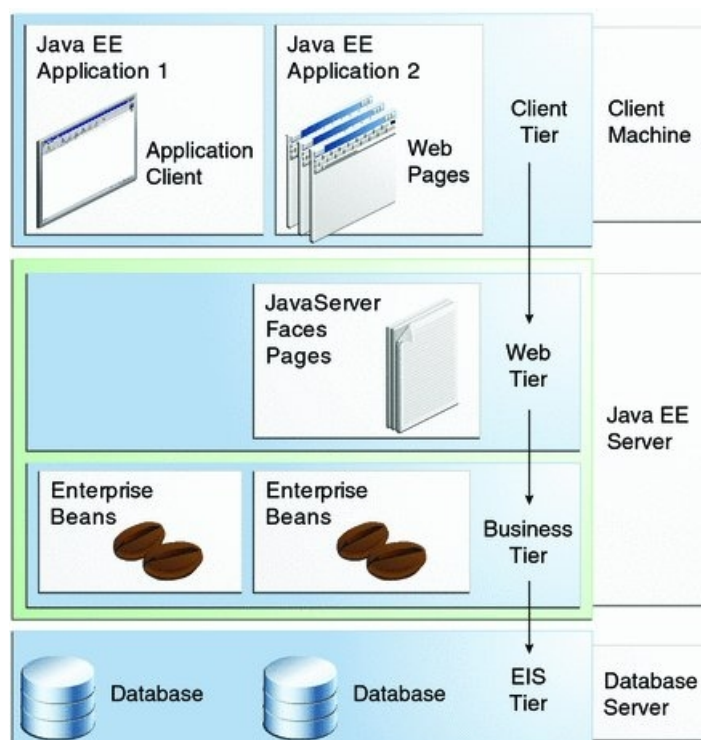 Java EE
Application 1
Application
Client
Java EE
Application 2
Web
Pages
Client
Tier
Client
Machine
JavaServer
Faces
Pages
Web
Tier
Java EE
Server
Enterprise
Beans
Enterprise
Beans
Business
Tier
Database
Database
EIS
Tier
Database
Server